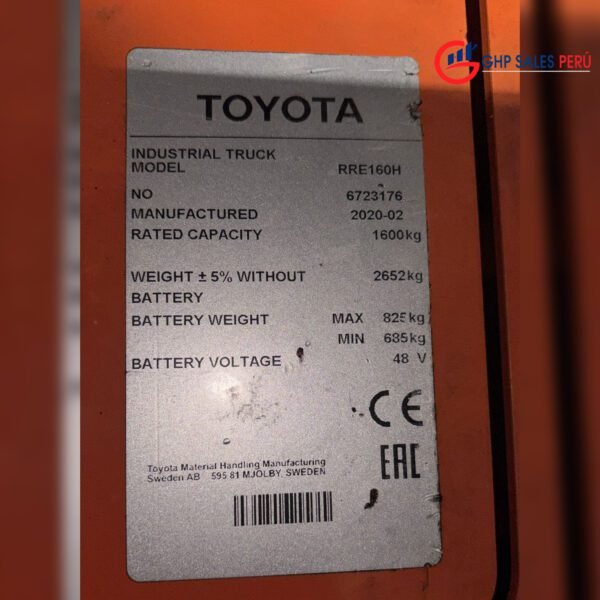 GHP SALES PERÚ
TOYOTA
INDUSTRIAL TRUCK
MODEL RRE160H
NO 6723176
MANUFACTURED 2020-02
RATED CAPACITY 1600kg
WEIGHT ± 5% WITHOUT 2652kg
BATTERY
BATTERY WEIGHT MAX 825kg
MIN 685kg
BATTERY VOLTAGE 48 V
CE
EAC
Toyota Material Handling Manufacturing
Sweden AB 595 81 MJÖLBY, SWEDEN